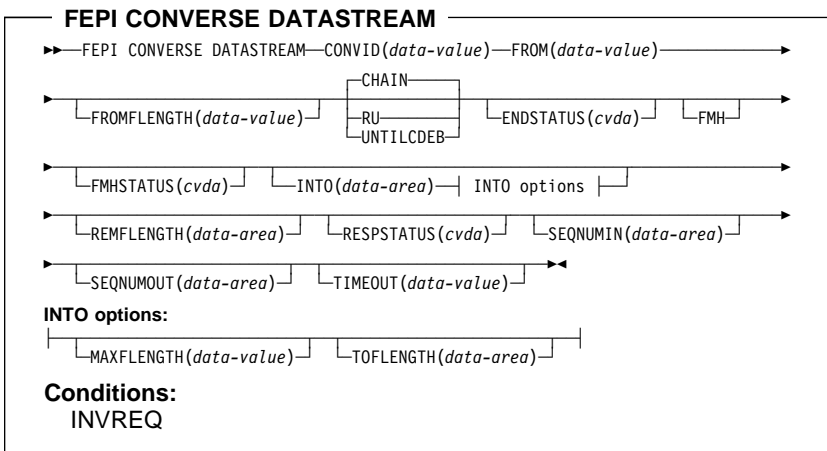 FEPI CONVERSE DATASTREAM
FEPI CONVERSE DATASTREAM CONVID(data-value) FROM(data-value)
CHAIN
FROMFLENGTH(data-value) RU ENDSTATUS(cvda) FMH
UNTILCDEB
FMHSTATUS(cvda) INTO(data-area) INTO options
REMFLENGTH(data-area) RESPSTATUS(cvda) SEQNUMIN(data-area)
SEQNUMOUT(data-area) TIMEOUT(data-value)
INTO options:
MAXFLENGTH(data-value) TOFLENGTH(data-area)
Conditions:
INVREQ